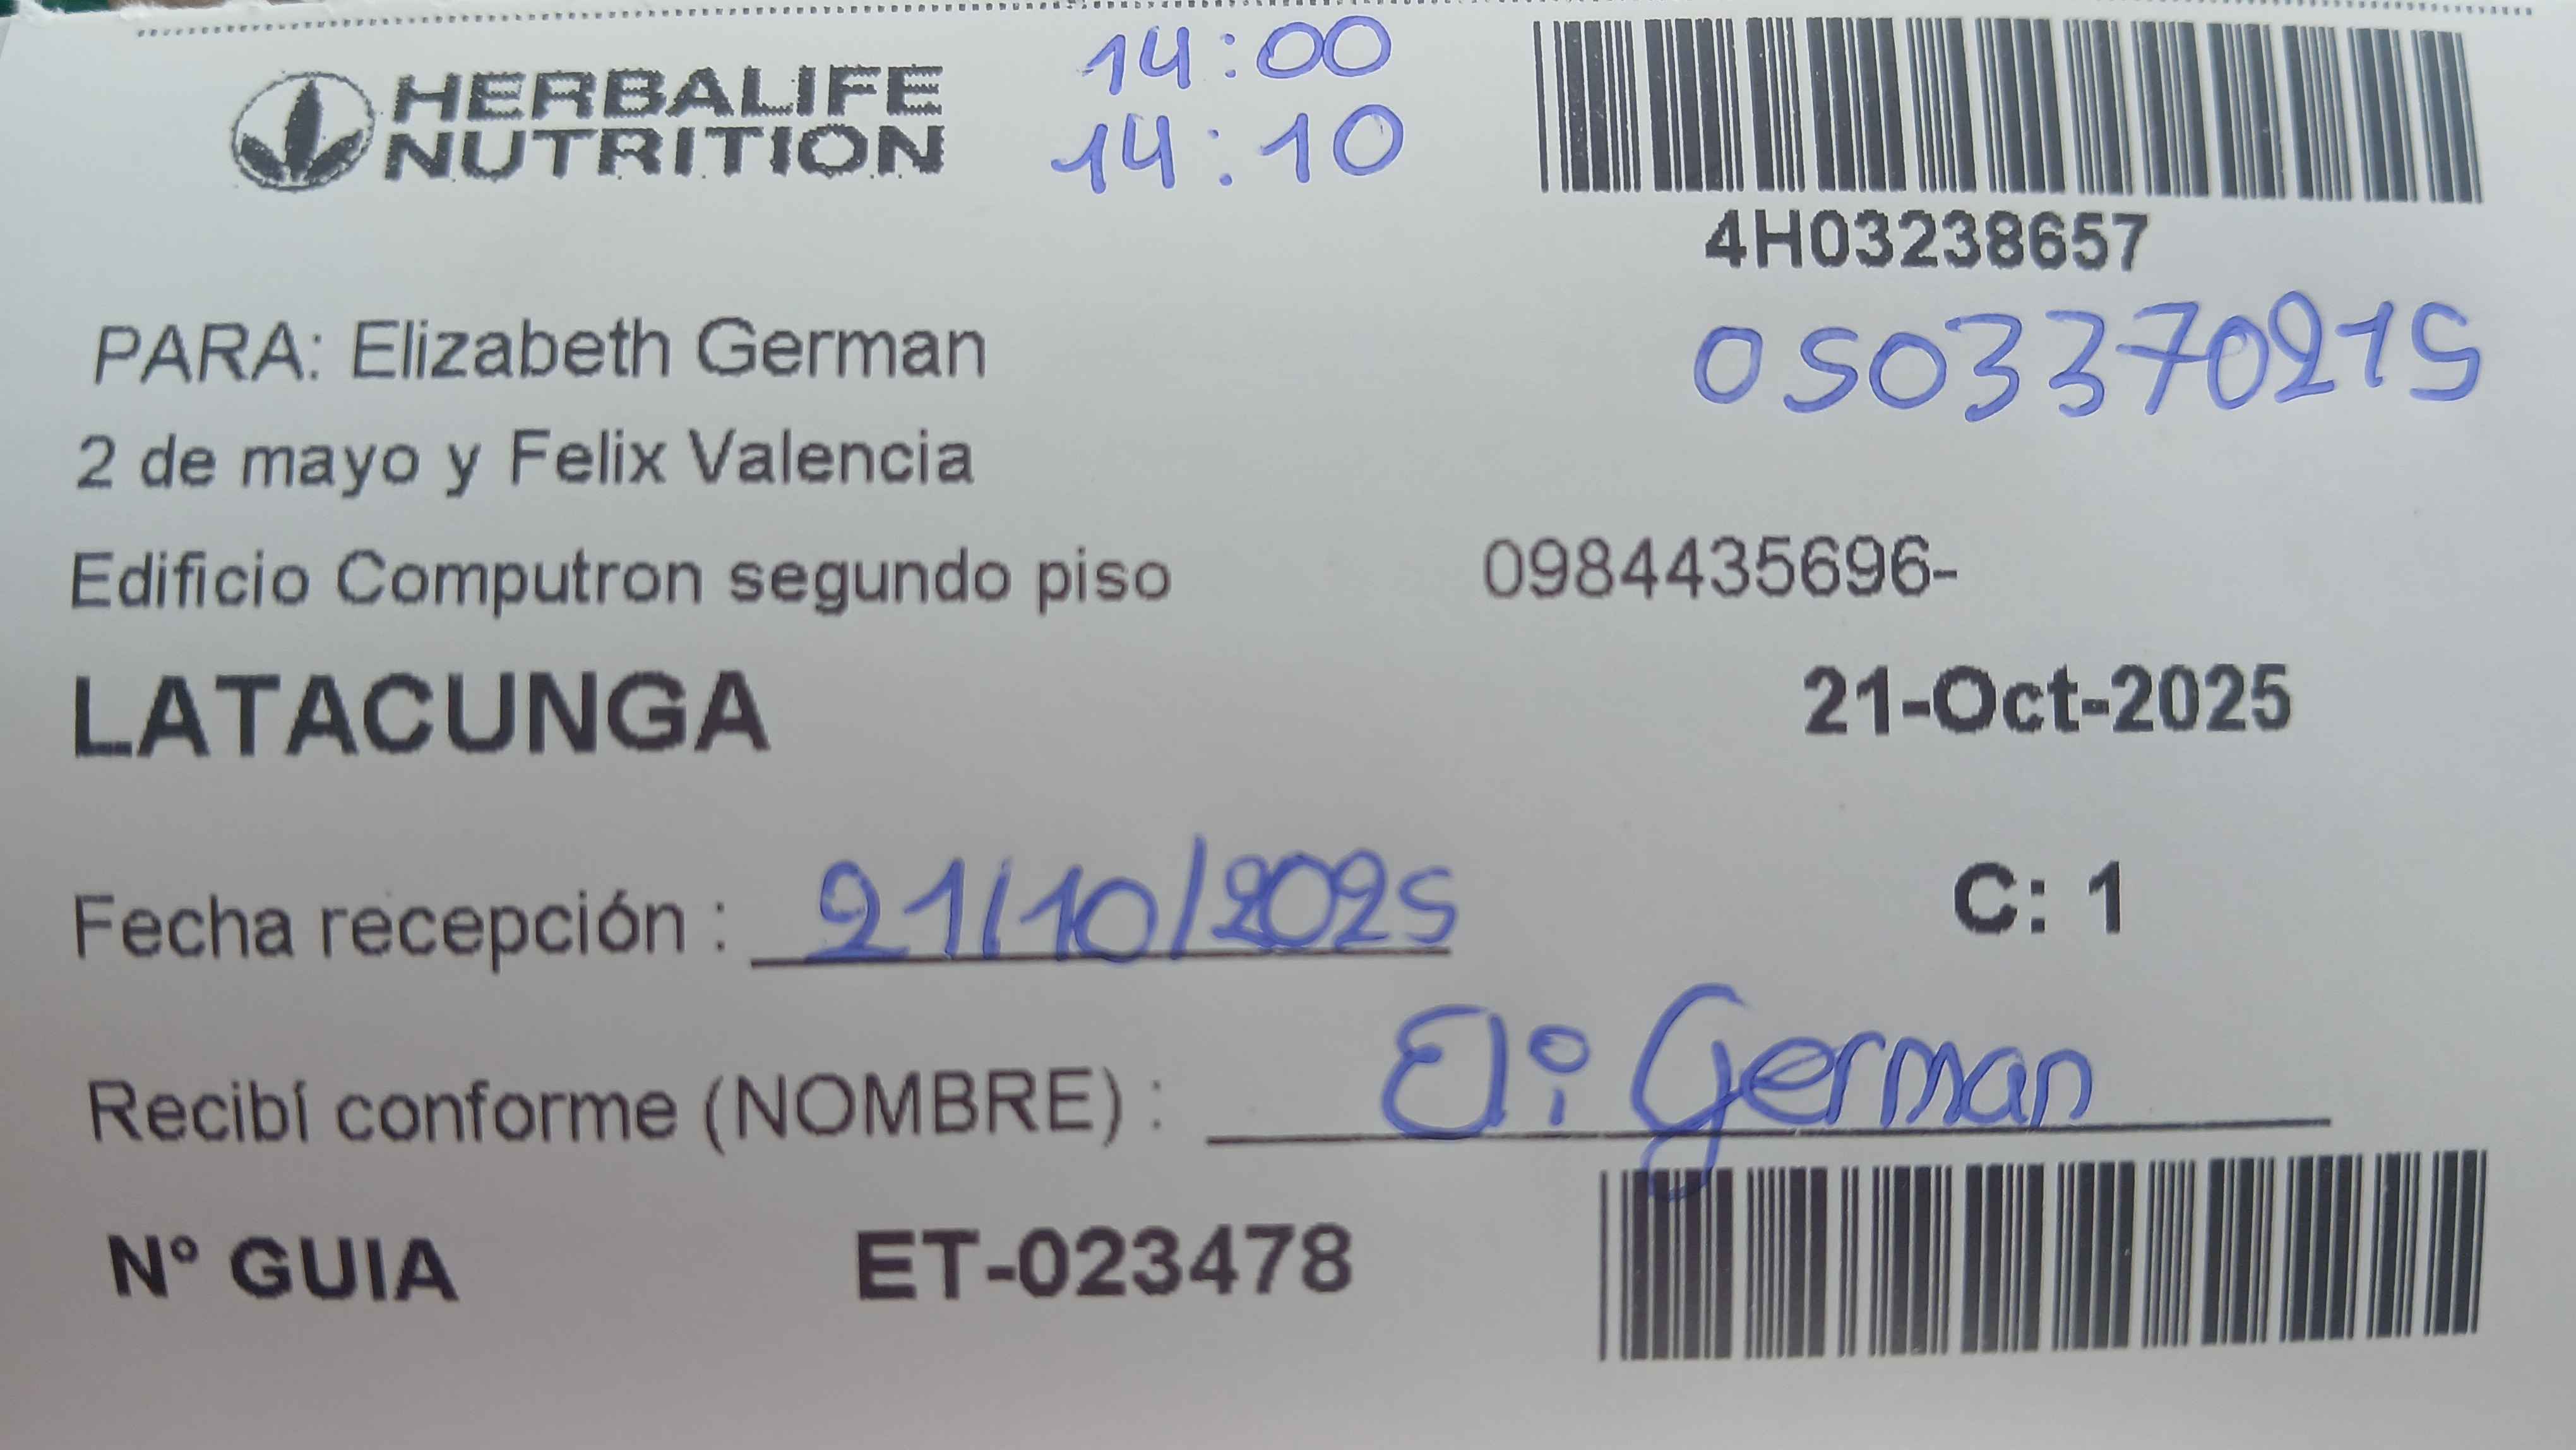 HERBALIFE
NUTRITION
14:00
14:10
4H03238657
0503370215
PARA: Elizabeth German
2 de mayo y Felix Valencia
Edificio Computron segundo piso 0984435696-
LATACUNGA 21-Oct-2025
Fecha recepción : 21/10/2025 C: 1
Recibí conforme (NOMBRE) : Eli German
Nº GUIA ET-023478